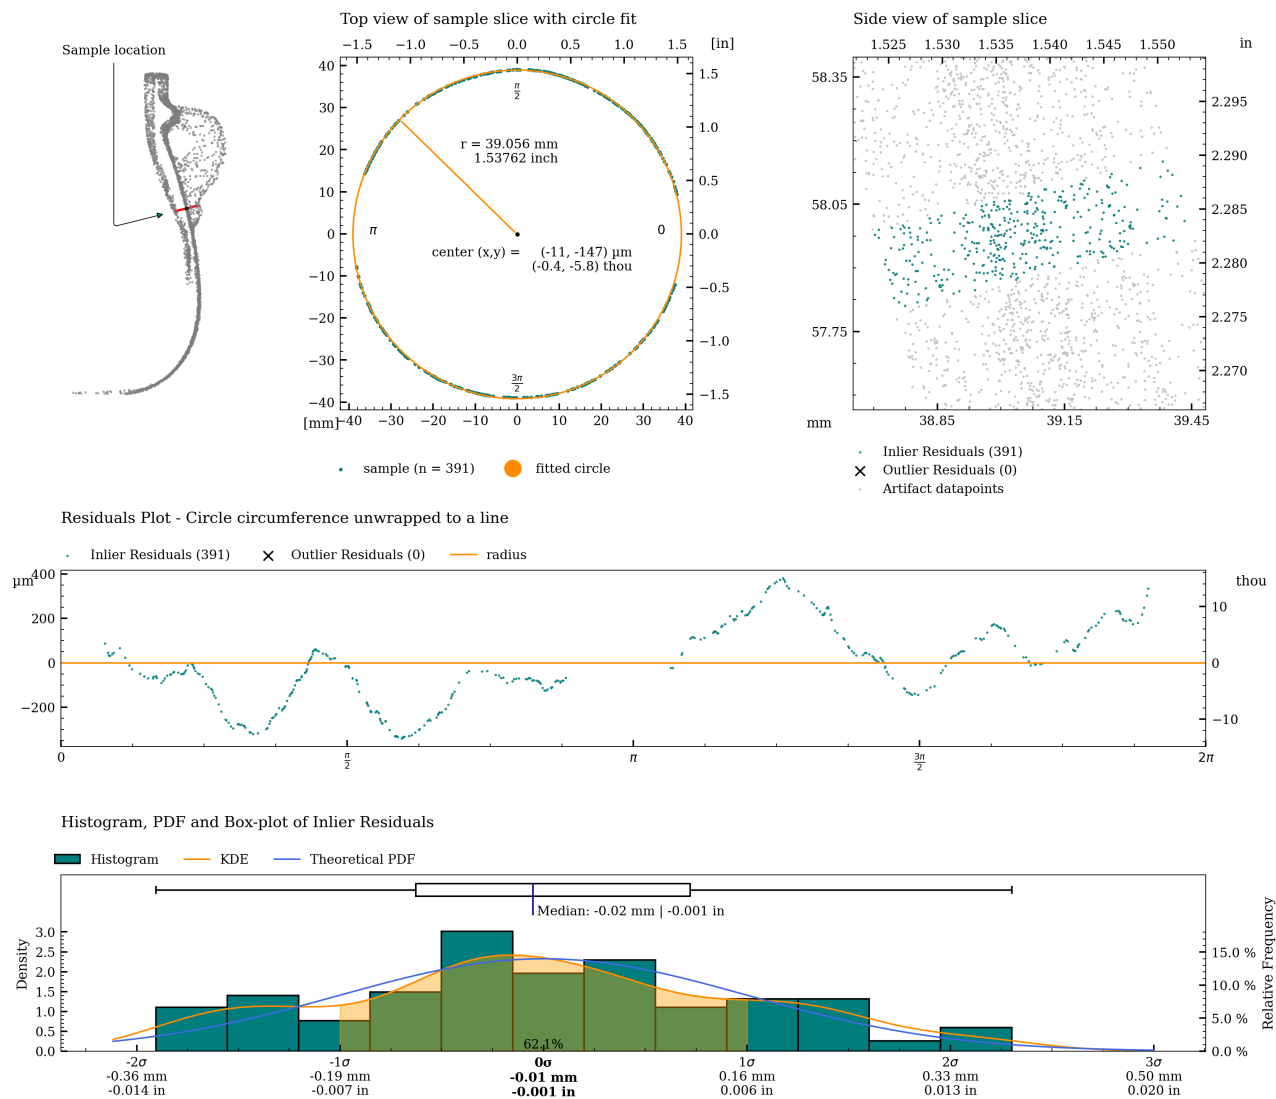 Sample location
Top view of sample slice with circle fit
−1.5 −1.0 −0.5 0.0 0.5 1.0 1.5 [in]
40 30 20 10 0 −10 −20 −30 −40
1.5 1.0 0.5 0.0 −0.5 −1.0 −1.5
π/2
r = 39.056 mm
1.53762 inch
π 0
center (x,y) = (-11, -147) µm
(-0.4, -5.8) thou
3π/2
[mm] −40 −30 −20 −10 0 10 20 30 40
sample (n = 391) fitted circle
Side view of sample slice
1.525 1.530 1.535 1.540 1.545 1.550 in
58.35 58.05 57.75
2.295 2.290 2.285 2.280 2.275 2.270
mm 38.85 39.15 39.45
Inlier Residuals (391)
Outlier Residuals (0)
Artifact datapoints
Residuals Plot - Circle circumference unwrapped to a line
Inlier Residuals (391) Outlier Residuals (0) radius
µm thou
400 200 0 −200
10 0 −10
0 π/2 π 3π/2 2π
Histogram, PDF and Box-plot of Inlier Residuals
Histogram KDE Theoretical PDF
Median: -0.02 mm | -0.001 in
Density
3.0 2.5 2.0 1.5 1.0 0.5 0.0
Relative Frequency
15.0 % 10.0 % 5.0 % 0.0 %
62.1%
-2σ -1σ 0σ 1σ 2σ 3σ
-0.36 mm -0.19 mm -0.01 mm 0.16 mm 0.33 mm 0.50 mm
-0.014 in -0.007 in -0.001 in 0.006 in 0.013 in 0.020 in